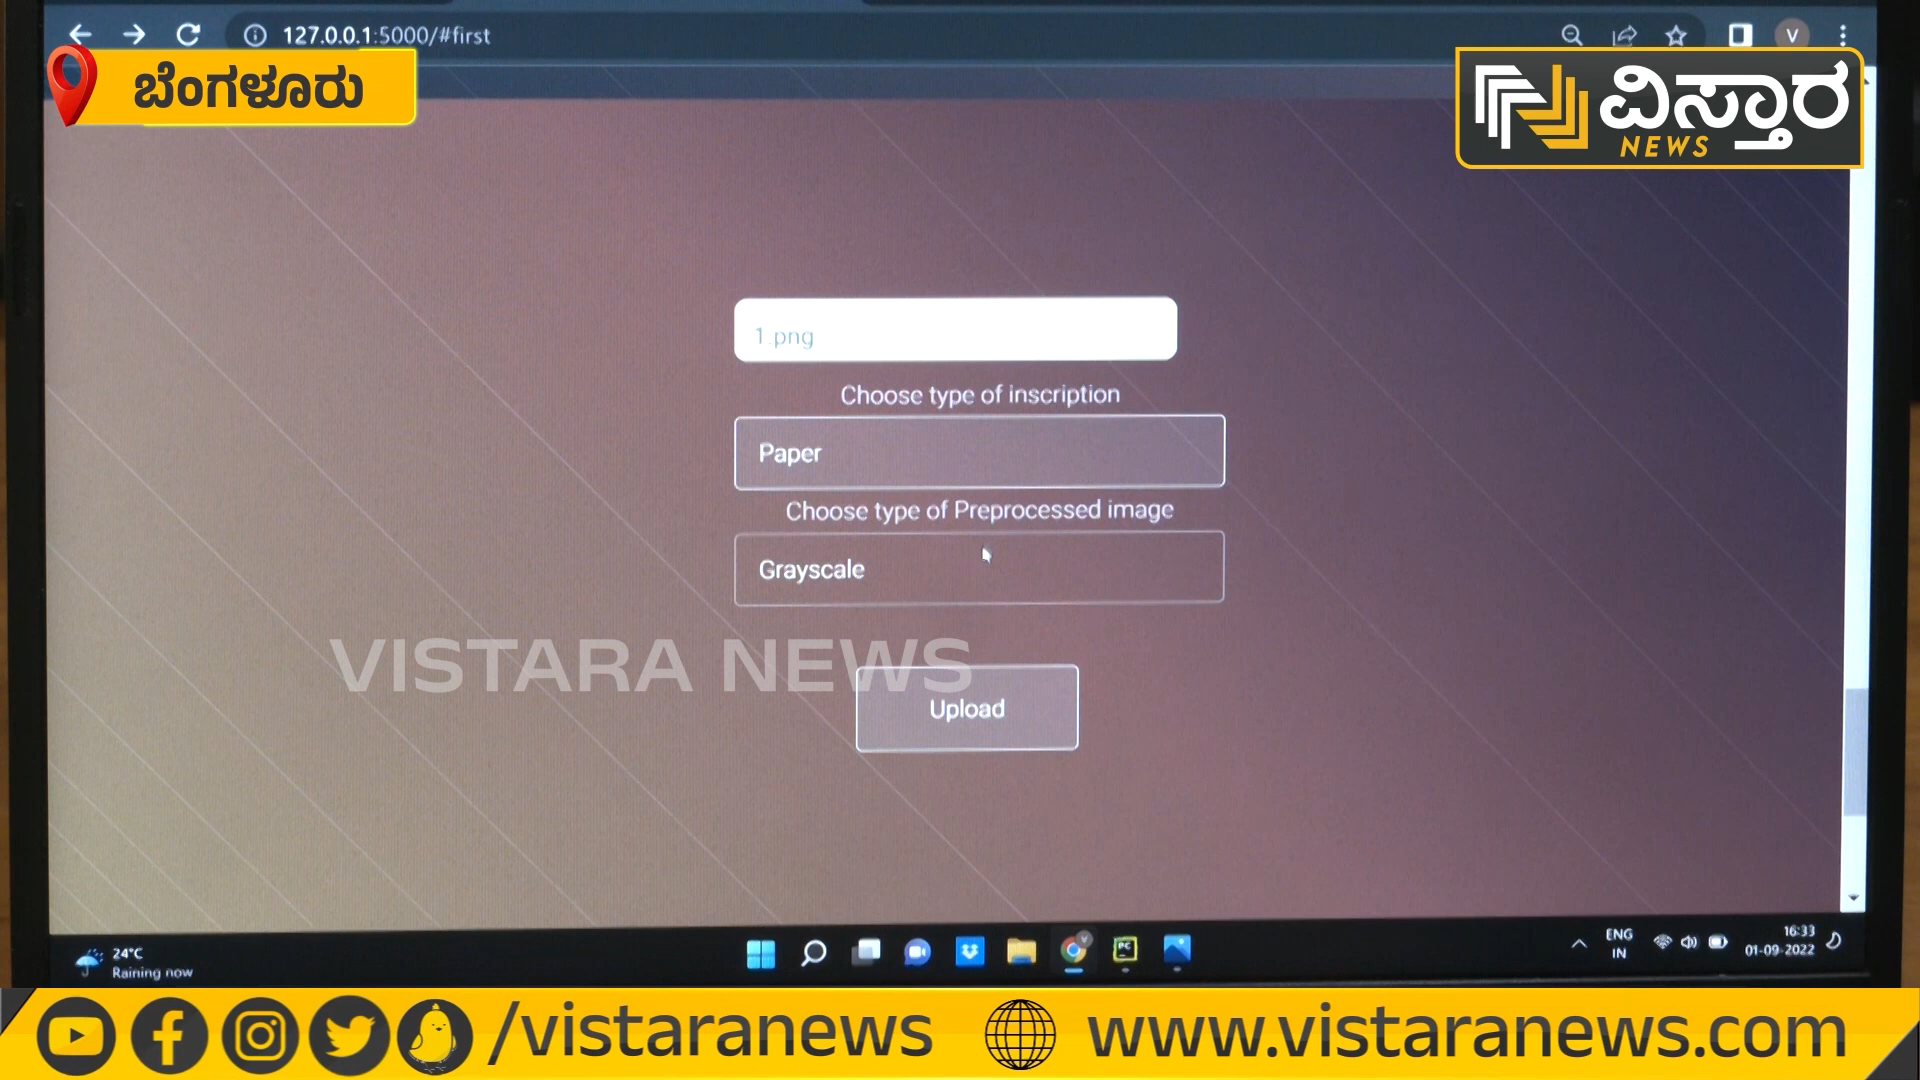 127.0.0.1:5000/#first
V
ಬೆಂಗಳೂರು
ವಿಸ್ತಾರ
NEWS
1.png
Choose type of inscription
Paper
Choose type of Preprocessed image
Grayscale
VISTARA NEWS
Upload
24°C
Raining now
PC
ENG
IN
16:33
01-09-2022
/vistaranews
www.vistaranews.com